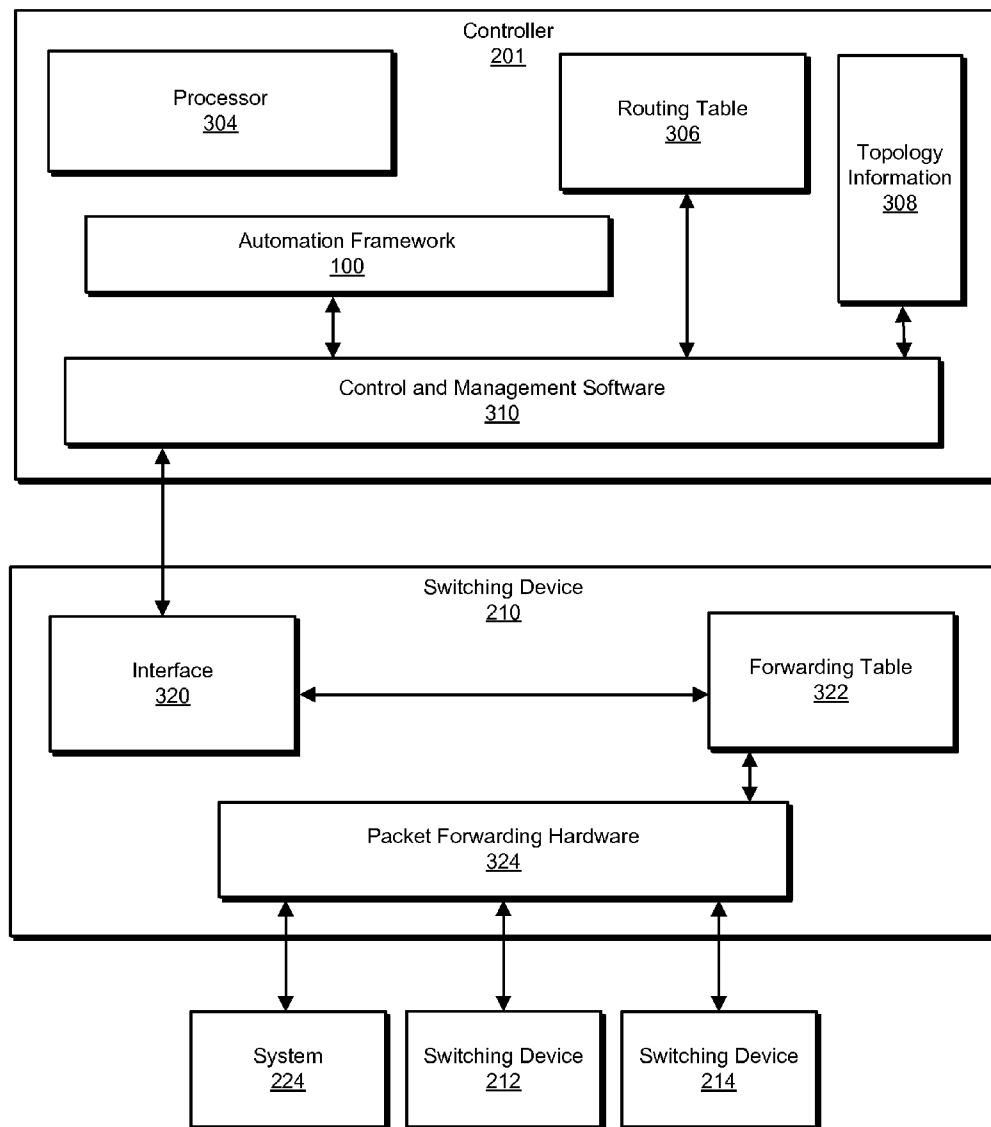 Controller
201
Processor
304
Routing Table
306
Topology
Information
308
Automation Framework
100
Control and Management Software
310
Switching Device
210
Interface
320
Forwarding Table
322
Packet Forwarding Hardware
324
System
224
Switching Device
212
Switching Device
214